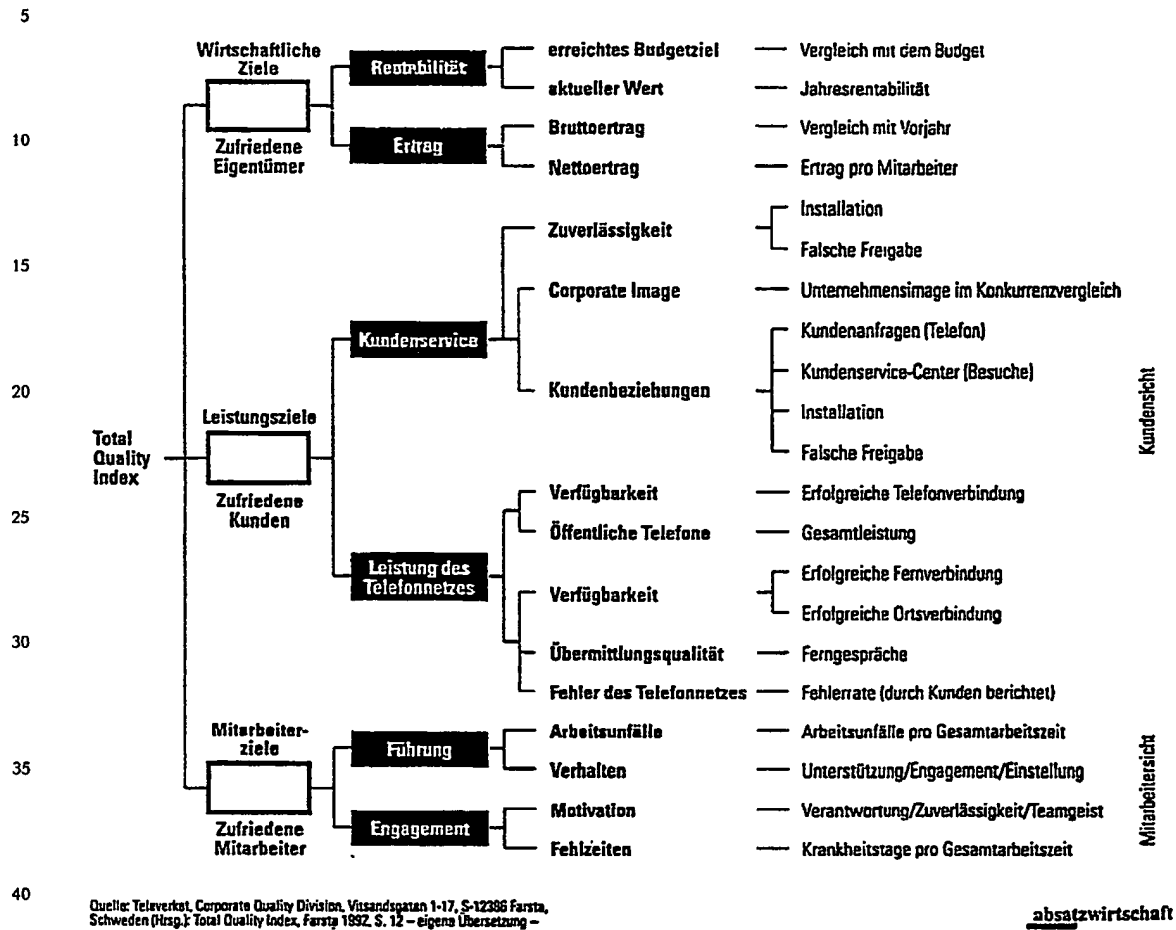 5
Wirtschaftliche
Ziele
Zufriedene
Eigentümer
Rentabilität
erreichtes Budgetziel
Vergleich mit dem Budget
aktueller Wert
Jahresrentabilität
10
Ertrag
Bruttoertrag
Vergleich mit Vorjahr
Nettoertrag
Ertrag pro Mitarbeiter
15
20
Total
Quality
Index
Leistungsziele
Zufriedene
Kunden
Kundenservice
Zuverlässigkeit
Installation
Falsche Freigabe
Corporate Image
Unternehmensimage im Konkurrenzvergleich
Kundenbeziehungen
Kundenanfragen (Telefon)
Kundenservice-Center (Besuche)
Installation
Falsche Freigabe
Kundensicht
25
Leistung des
Telefonnetzes
Verfügbarkeit
Erfolgreiche Telefonverbindung
Öffentliche Telefone
Gesamtleistung
Verfügbarkeit
Erfolgreiche Fernverbindung
Erfolgreiche Ortsverbindung
30
Übermittlungsqualität
Ferngespräche
Fehler des Telefonnetzes
Fehlerrate (durch Kunden berichtet)
35
Mitarbeiter-
ziele
Zufriedene
Mitarbeiter
Führung
Arbeitsunfälle
Arbeitsunfälle pro Gesamtarbeitszeit
Verhalten
Unterstützung/Engagement/Einstellung
Engagement
Motivation
Verantwortung/Zuverlässigkeit/Teamgeist
Fehlzeiten
Krankheitstage pro Gesamtarbeitszeit
Mitarbeitersicht
40
Quelle: Televerket, Corporate Quality Division, Vitsandsgatan 1-17, S-12386 Farsta,
Schweden (Hrsg.): Total Quality Index, Farsta 1992, S. 12 – eigene Übersetzung –
absatzwirtschaft